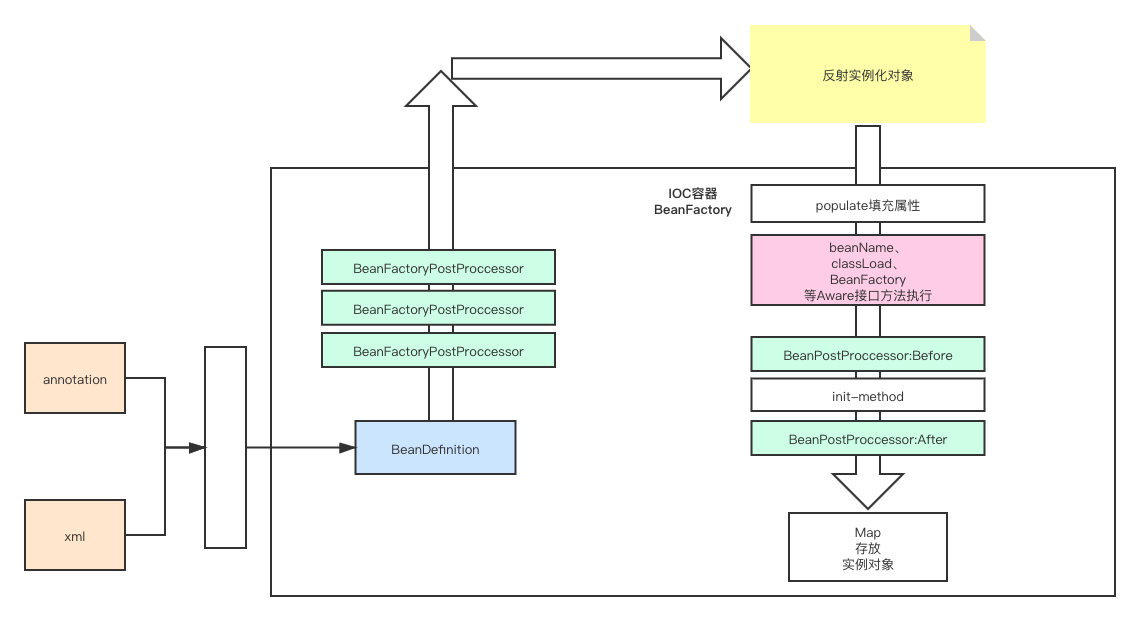 反射实例化对象
IOC容器
BeanFactory
populate填充属性
beanName、
classLoad、
BeanFactory
等Aware接口方法执行
BeanFactoryPostProccessor
BeanFactoryPostProccessor
BeanFactoryPostProccessor
BeanPostProccessor:Before
init-method
BeanPostProccessor:After
annotation
BeanDefinition
xml
Map
存放
实例对象